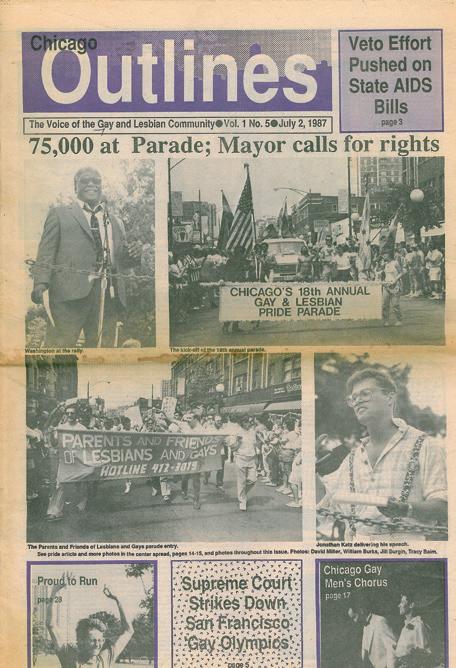 Chicago
Outlines
Veto Effort
Pushed on
State AIDS
Bills
page 3
The Voice of the Gay and Lesbian Community●Vol. 1 No. 5●July 2, 1987
75,000 at Parade; Mayor calls for rights
CHICAGO'S 18th ANNUAL
GAY & LESBIAN
PRIDE PARADE
Washington at the rally.
The kick-off of the 18th annual parade.
PARENTS AND FRIENDS
OF LESBIANS AND GAYS
HOTLINE 472-3079
The Parents and Friends of Lesbians and Gays parade entry.
Jonathan Katz delivering his speech.
See pride article and more photos in the center spread, pages 14-15, and photos throughout this issue. Photos: David Miller, William Burks, Jill Burgin, Tracy Baim.
Proud to Run
page 28
Supreme Court
Strikes Down
San Francisco
'Gay Olympics'
page 5
Chicago Gay
Men's Chorus
page 17